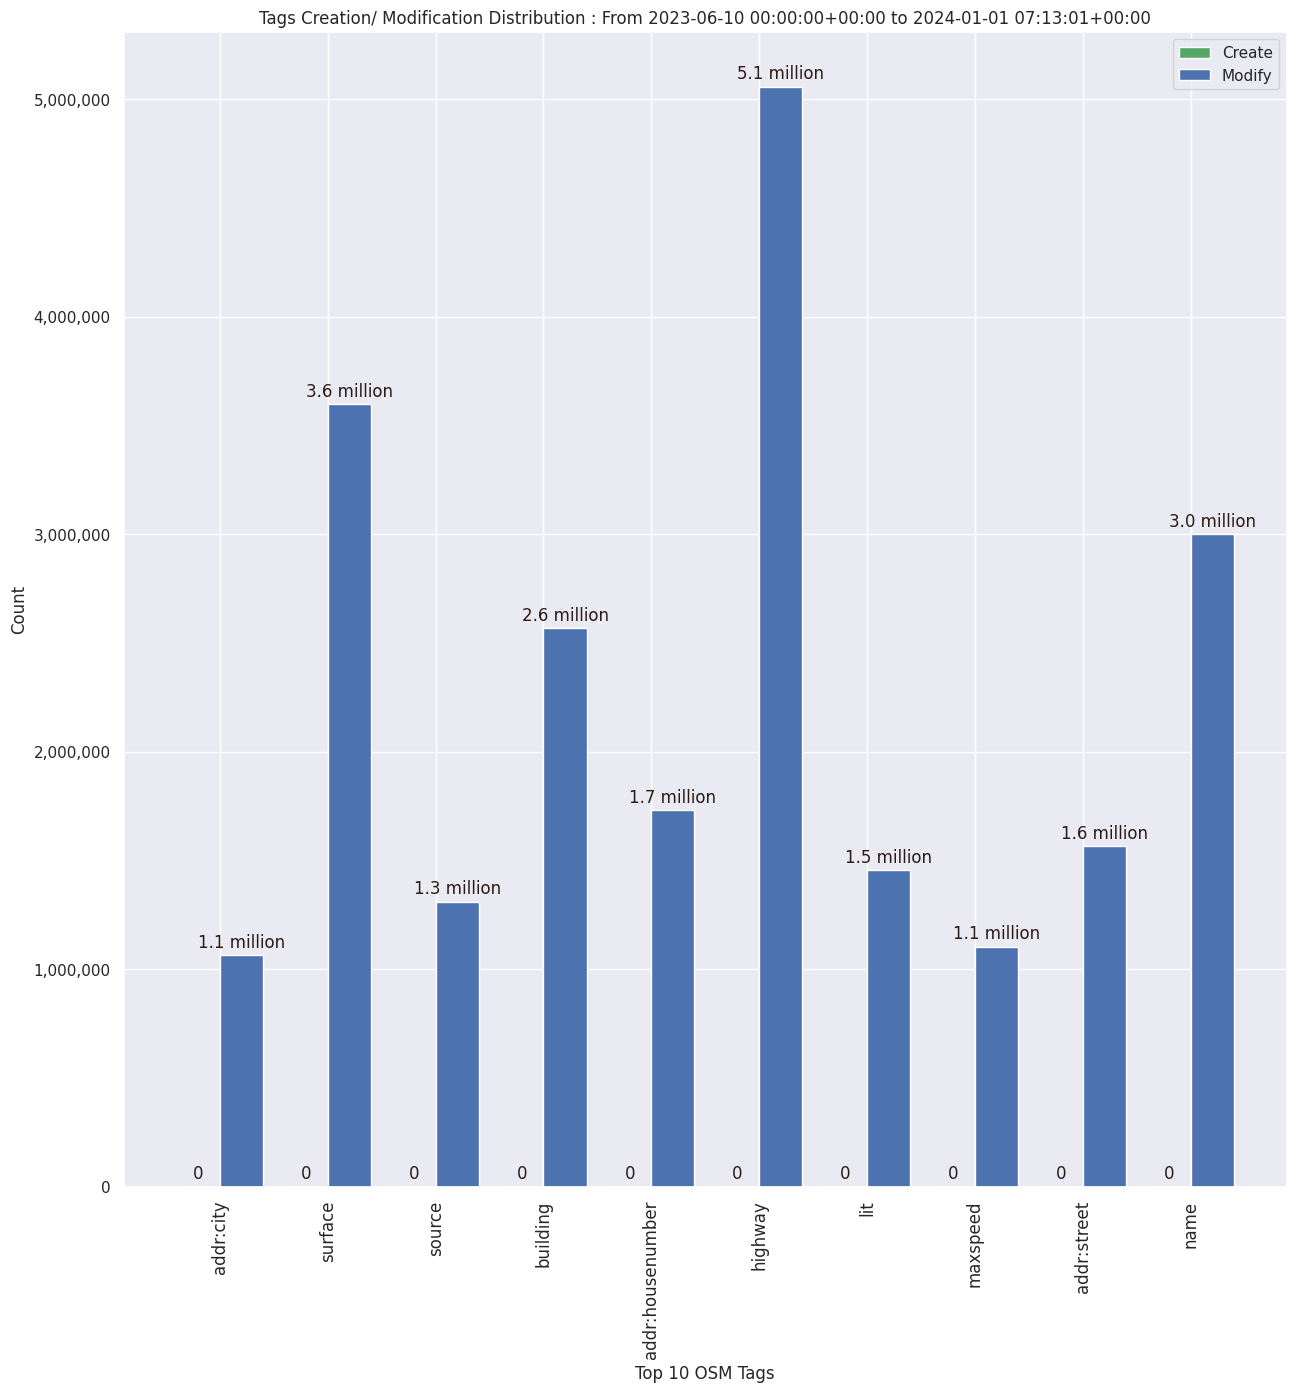 Tags Creation/ Modification Distribution : From 2023-06-10 00:00:00+00:00 to 2024-01-01 07:13:01+00:00
Create
Modify
5.1 million
5,000,000
4,000,000
3.6 million
3,000,000
3.0 million
2.6 million
2,000,000
1.7 million
1.6 million
1.5 million
1.3 million
1.1 million
1.1 million
1,000,000
0
0 0 0 0 0 0 0 0 0 0
Count
addr:city
surface
source
building
addr:housenumber
highway
lit
maxspeed
addr:street
name
Top 10 OSM Tags